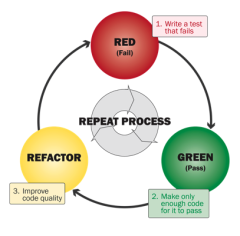 RED
(Fail)
1. Write a test
that fails
REPEAT PROCESS
REFACTOR
GREEN
(Pass)
3. Improve
code quality
2. Make only
enough code
for it to pass